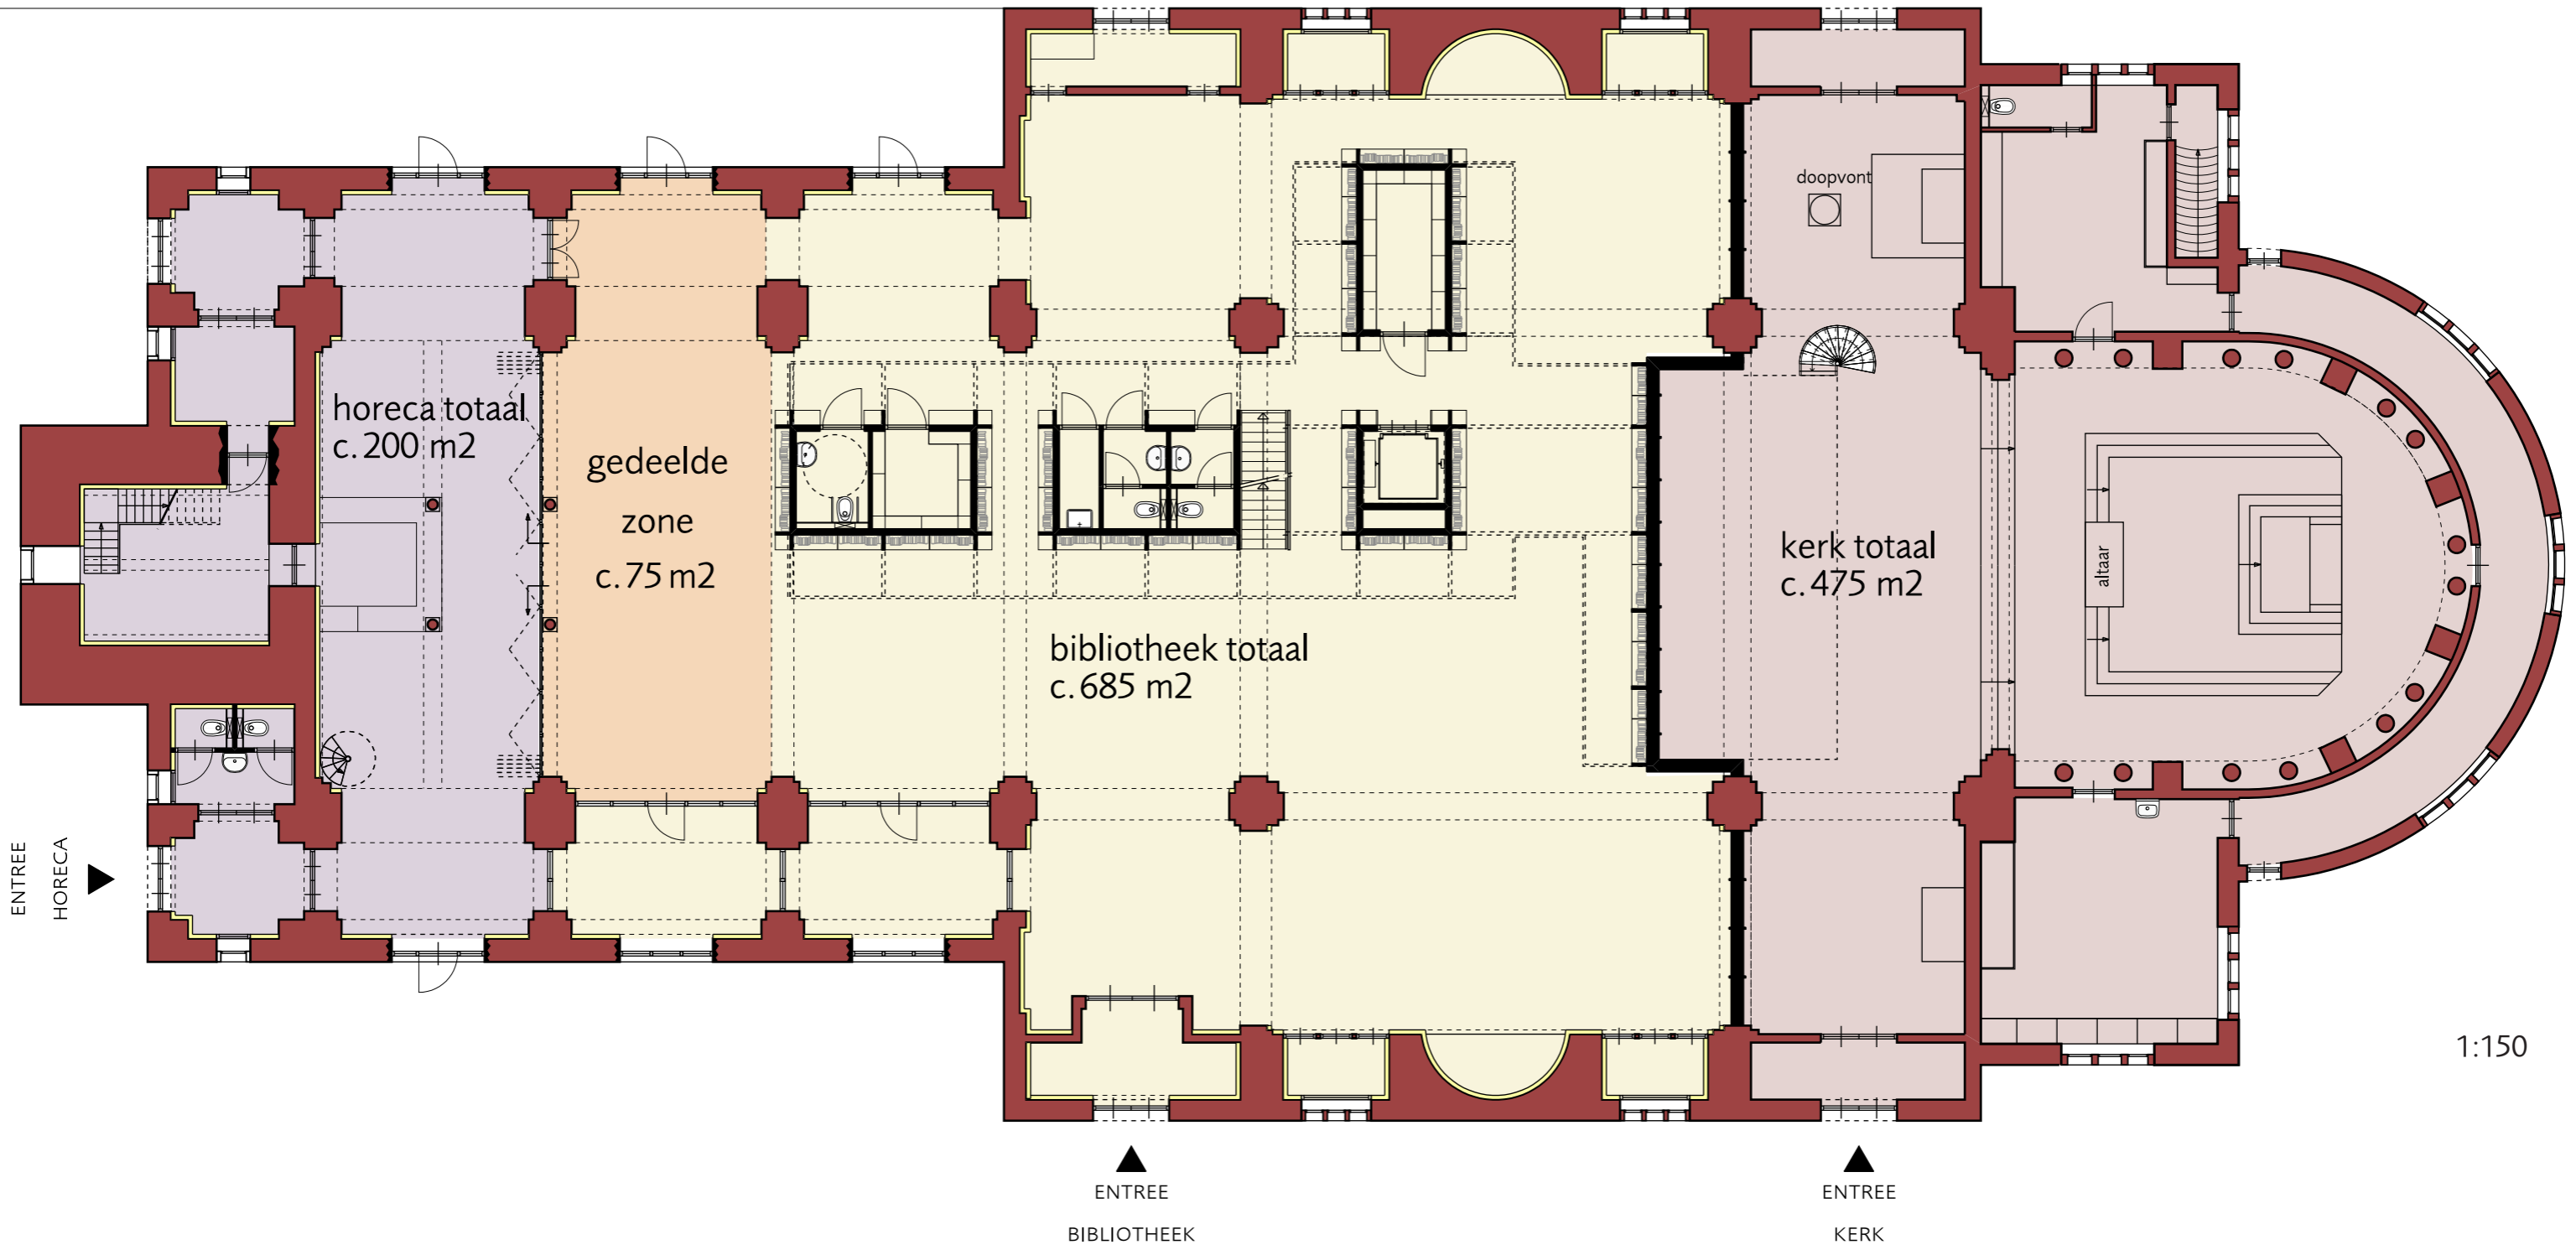 doopvont
horeca totaal
c. 200 m2
gedeelde
zone
c. 75 m2
kerk totaal
c. 475 m2
altaar
bibliotheek totaal
c. 685 m2
ENTREE
HORECA
1:150
ENTREE
BIBLIOTHEEK
ENTREE
KERK